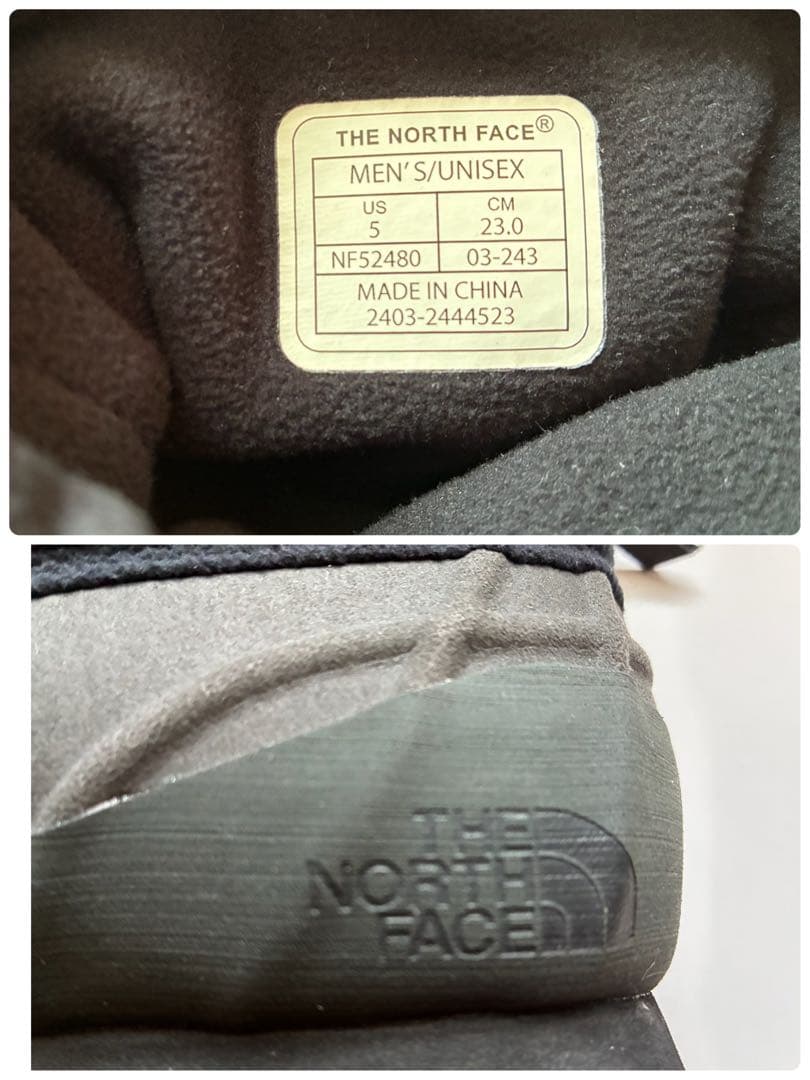 THE NORTH FACE®
MEN'S/UNISEX
US CM
5 23.0
NF52480 03-243
MADE IN CHINA
2403-2444523
THE
NORTH
FACE